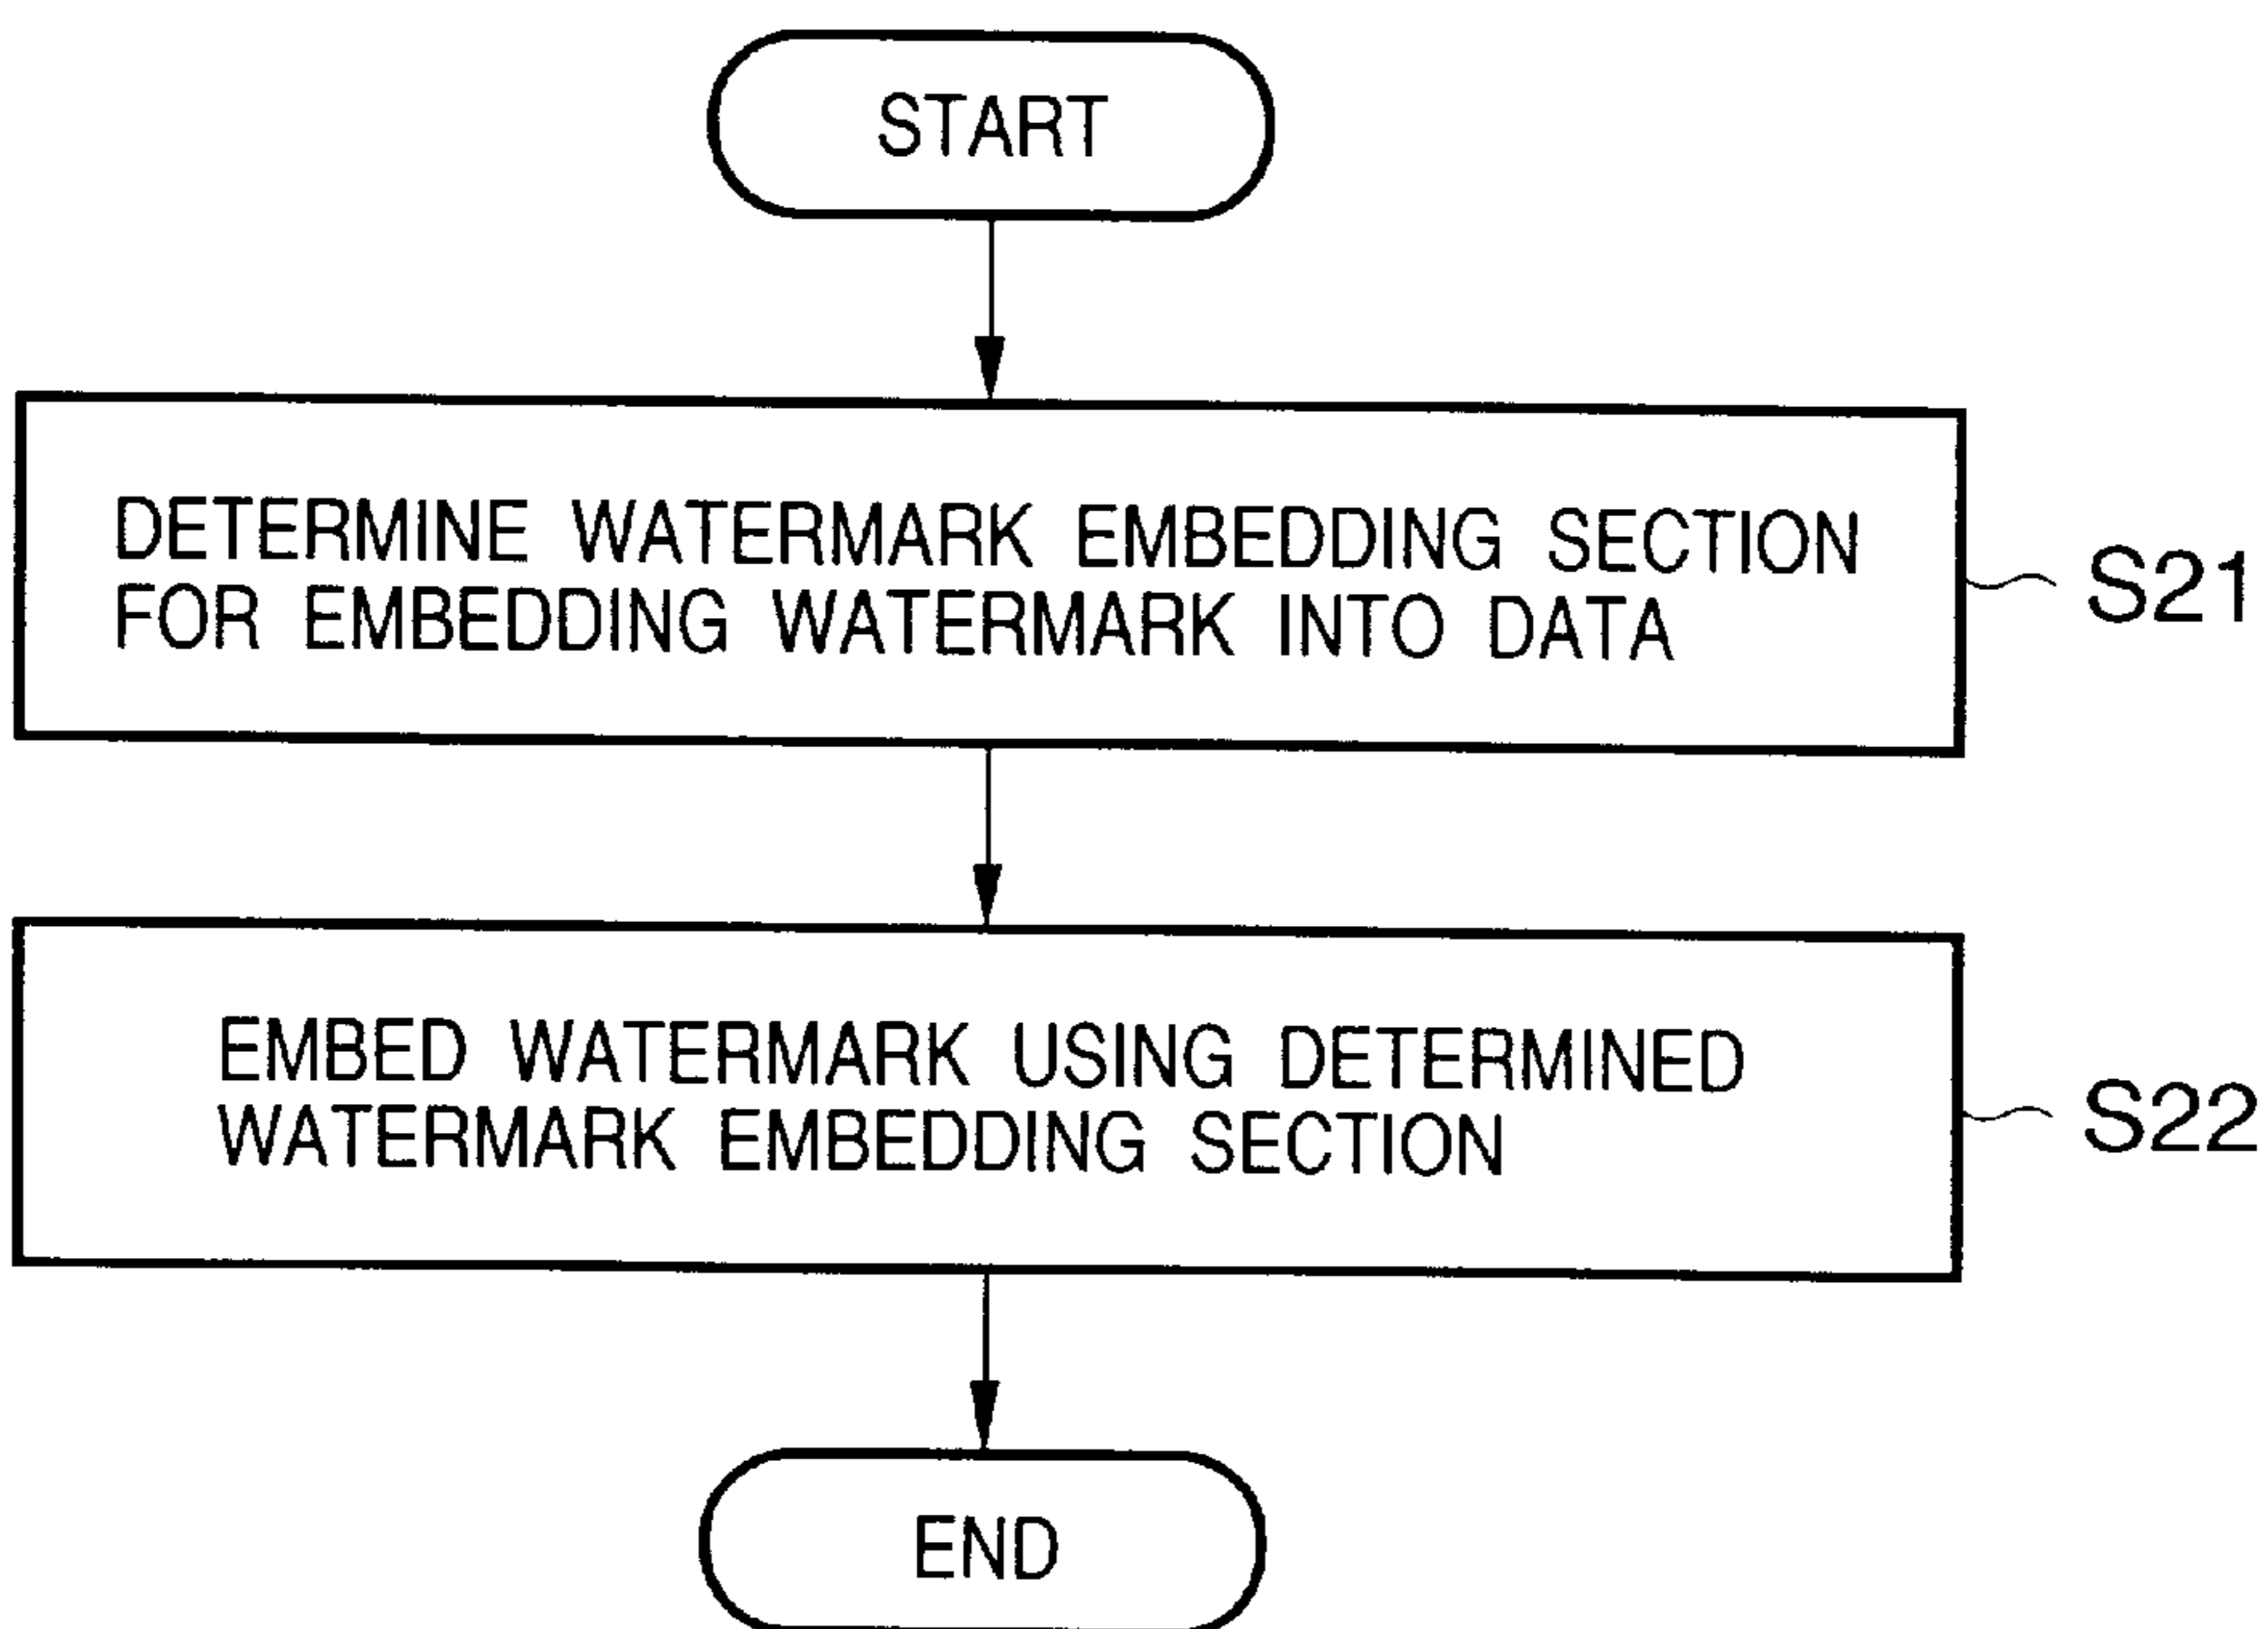 START
DETERMINE WATERMARK EMBEDDING SECTION
FOR EMBEDDING WATERMARK INTO DATA
S21
EMBED WATERMARK USING DETERMINED
WATERMARK EMBEDDING SECTION
S22
END